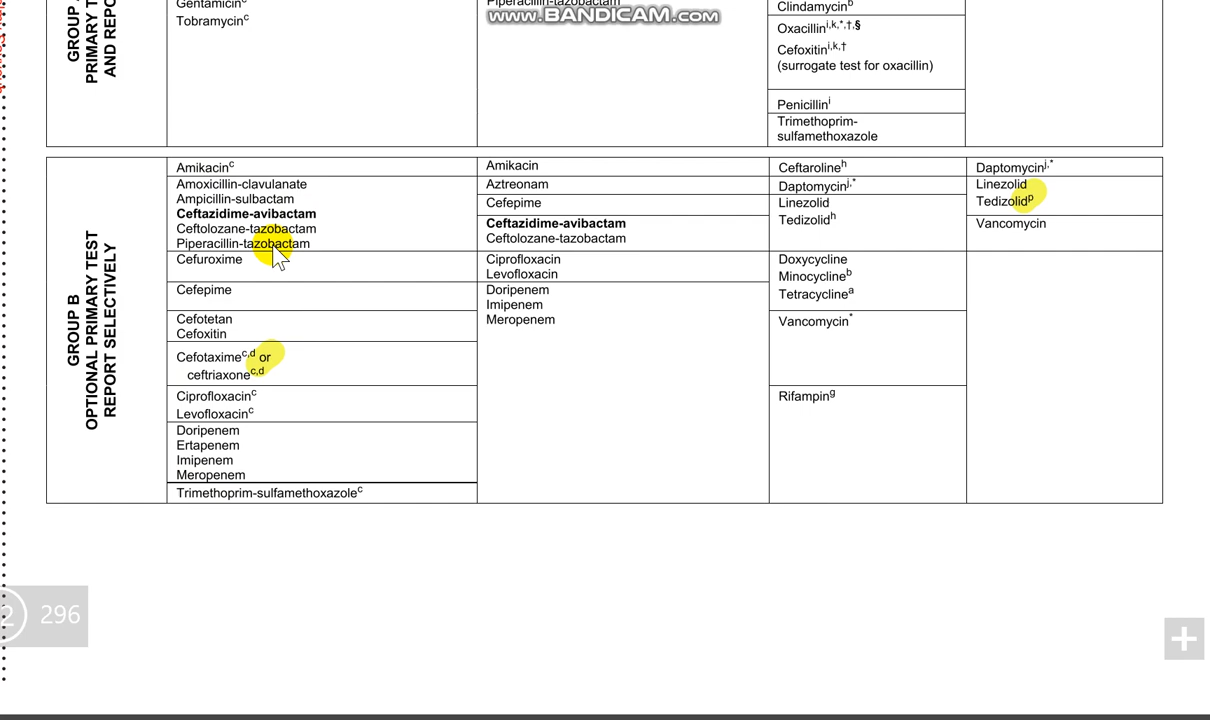 GROUP
PRIMARY T
AND REPO
Gentamicinc
Tobramycinc
Piperacillin-tazobactam
www.BANDICAM.com
Clindamycinb
Oxacillini,k,*,†,§
Cefoxitini,k,†
(surrogate test for oxacillin)
Penicillini
Trimethoprim-
sulfamethoxazole
GROUP B
OPTIONAL PRIMARY TEST
REPORT SELECTIVELY
Amikacinc
Amoxicillin-clavulanate
Ampicillin-sulbactam
Ceftazidime-avibactam
Ceftolozane-tazobactam
Piperacillin-tazobactam
Cefuroxime
Cefepime
Cefotetan
Cefoxitin
Cefotaximec,d or
ceftriaxonec,d
Ciprofloxacinc
Levofloxacinc
Doripenem
Ertapenem
Imipenem
Meropenem
Trimethoprim-sulfamethoxazolec
Amikacin
Aztreonam
Cefepime
Ceftazidime-avibactam
Ceftolozane-tazobactam
Ciprofloxacin
Levofloxacin
Doripenem
Imipenem
Meropenem
Ceftarolineh
Daptomycinj,*
Linezolid
Tedizolidh
Doxycycline
Minocyclineb
Tetracyclinea
Vancomycin*
Rifamping
Daptomycinj,*
Linezolid
Tedizolidp
Vancomycin
2 296